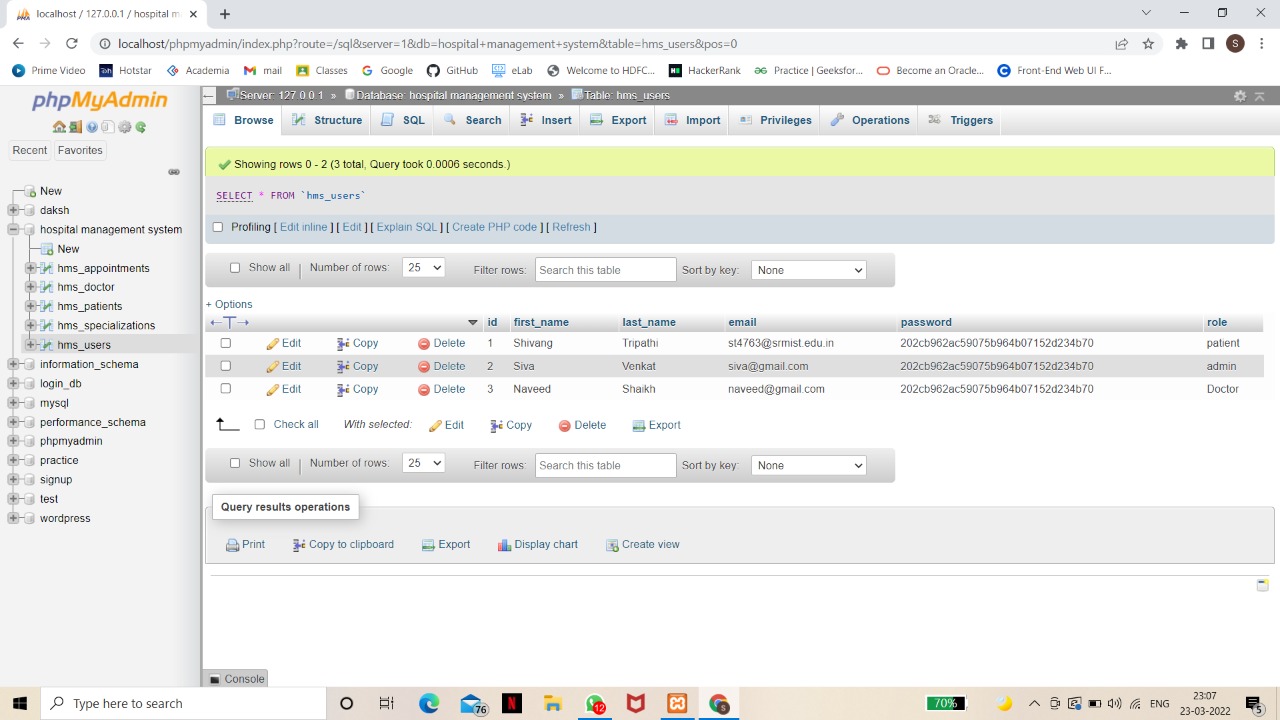 localhost / 127.0.0.1 / hospital m
localhost/phpmyadmin/index.php?route=/sql&server=1&db=hospital+management+system&table=hms_users&pos=0
S
Prime Video Hotstar Academia mail Classes Google GitHub eLab Welcome to HDFC... HackerRank Practice | Geeksfor... Become an Oracle... Front-End Web UI F...
phpMyAdmin
Recent Favorites
New
daksh
hospital management system
New
hms_appointments
hms_doctor
hms_patients
hms_specializations
hms_users
information_schema
login_db
mysql
performance_schema
phpmyadmin
practice
signup
test
wordpress
Server: 127.0.0.1 » Database: hospital management system » Table: hms_users
Browse Structure SQL Search Insert Export Import Privileges Operations Triggers
Showing rows 0 - 2 (3 total, Query took 0.0006 seconds.)
SELECT * FROM `hms_users`
Profiling [ Edit inline ] [ Edit ] [ Explain SQL ] [ Create PHP code ] [ Refresh ]
Show all | Number of rows: 25 Filter rows: Search this table Sort by key: None
+ Options
←T→ id first_name last_name email password role
Edit Copy Delete 1 Shivang Tripathi st4763@srmist.edu.in 202cb962ac59075b964b07152d234b70 patient
Edit Copy Delete 2 Siva Venkat siva@gmail.com 202cb962ac59075b964b07152d234b70 admin
Edit Copy Delete 3 Naveed Shaikh naveed@gmail.com 202cb962ac59075b964b07152d234b70 Doctor
Check all With selected: Edit Copy Delete Export
Show all | Number of rows: 25 Filter rows: Search this table Sort by key: None
Query results operations
Print Copy to clipboard Export Display chart Create view
Console
Type here to search
76
N
12
S
70%
ENG
23:07
23-03-2022
5